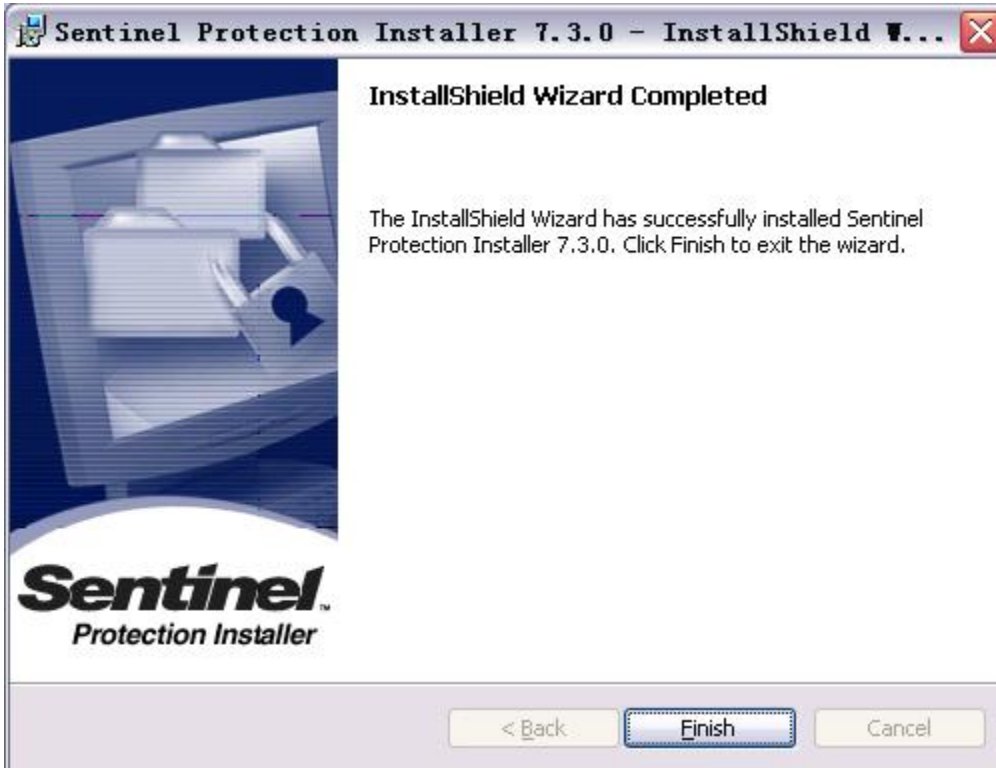 Sentinel Protection Installer 7.3.0 - InstallShield W...
InstallShield Wizard Completed
The InstallShield Wizard has successfully installed Sentinel
Protection Installer 7.3.0. Click Finish to exit the wizard.
Sentinel™
Protection Installer
< Back
Finish
Cancel